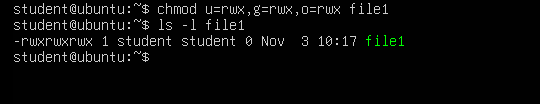 student@ubuntu:~$ chmod u=rwx,g=rwx,o=rwx file1
student@ubuntu:~$ ls -l file1
-rwxrwxrwx 1 student student 0 Nov  3 10:17 file1
student@ubuntu:~$